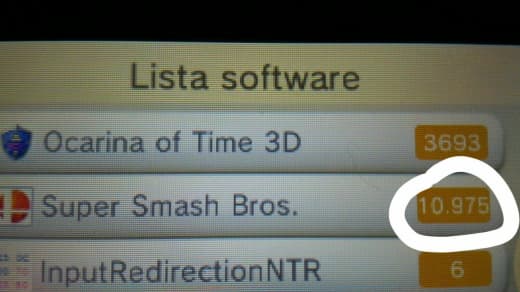 Lista software
Ocarina of Time 3D 3693
Super Smash Bros. 10.975
InputRedirectionNTR 6